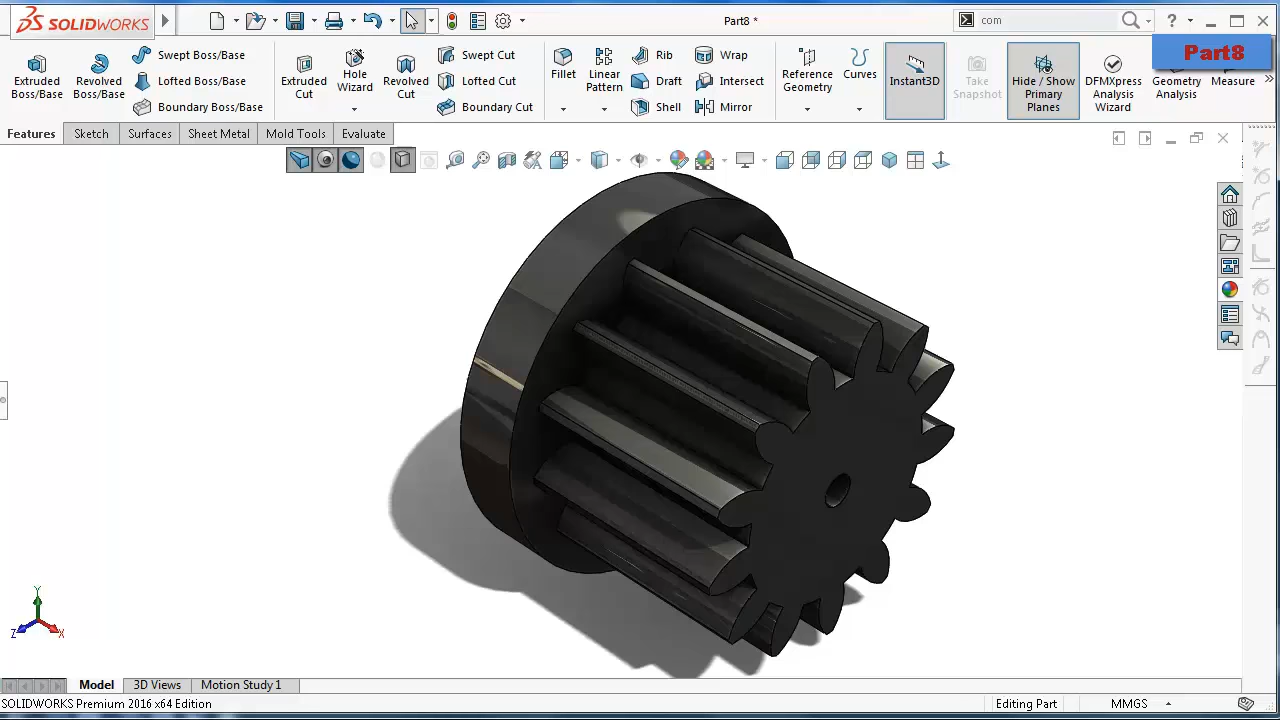 SOLIDWORKS
Part8 *
com
Part8
Extruded Boss/Base
Revolved Boss/Base
Swept Boss/Base
Lofted Boss/Base
Boundary Boss/Base
Extruded Cut
Hole Wizard
Revolved Cut
Swept Cut
Lofted Cut
Boundary Cut
Fillet
Linear Pattern
Rib
Draft
Shell
Wrap
Intersect
Mirror
Reference Geometry
Curves
Instant3D
Take Snapshot
Hide / Show Primary Planes
DFMXpress Analysis Wizard
Geometry Analysis
Measure
Features
Sketch
Surfaces
Sheet Metal
Mold Tools
Evaluate
Y
Z
X
Model
3D Views
Motion Study 1
SOLIDWORKS Premium 2016 x64 Edition
Editing Part
MMGS